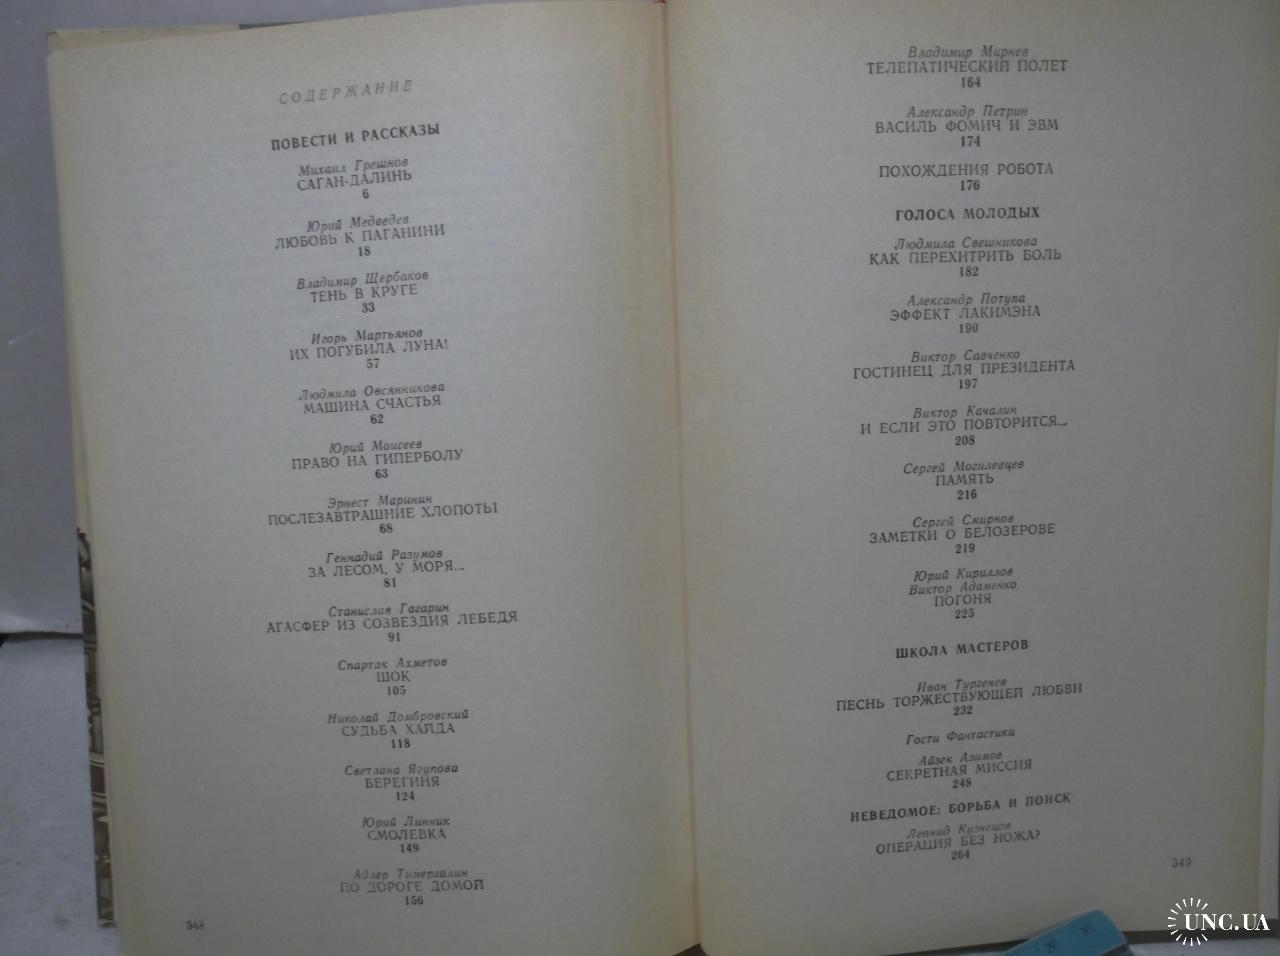 СОДЕРЖАНИЕ
ПОВЕСТИ И РАССКАЗЫ
Михаил Грешнов
САГАН-ДАЛИНЬ
6
Юрий Медведев
ЛЮБОВЬ К ПАГАНИНИ
18
Владимир Щербаков
ТЕНЬ В КРУГЕ
33
Игорь Мартьянов
ИХ ПОГУБИЛА ЛУНА!
57
Людмила Овсянникова
МАШИНА СЧАСТЬЯ
62
Юрий Моисеев
ПРАВО НА ГИПЕРБОЛУ
63
Эрнест Маринин
ПОСЛЕЗАВТРАШНИЕ ХЛОПОТЫ
68
Геннадий Разумов
ЗА ЛЕСОМ, У МОРЯ...
81
Станислав Гагарин
АГАСФЕР ИЗ СОЗВЕЗДИЯ ЛЕБЕДЯ
91
Спартак Ахметов
ШОК
105
Николай Домбровский
СУДЬБА ХАЙДА
118
Светлана Ягупова
БЕРЕГИНЯ
124
Юрий Линник
СМОЛЕВКА
149
Адлер Тимергалин
ПО ДОРОГЕ ДОМОЙ
156
348
Владимир Мирнев
ТЕЛЕПАТИЧЕСКИЙ ПОЛЕТ
164
Александр Петрин
ВАСИЛЬ ФОМИЧ И ЭВМ
174
ПОХОЖДЕНИЯ РОБОТА
176
ГОЛОСА МОЛОДЫХ
Людмила Свешникова
КАК ПЕРЕХИТРИТЬ БОЛЬ
182
Александр Потупа
ЭФФЕКТ ЛАКИМЭНА
190
Виктор Савченко
ГОСТИНЕЦ ДЛЯ ПРЕЗИДЕНТА
197
Виктор Качалин
И ЕСЛИ ЭТО ПОВТОРИТСЯ...
208
Сергей Могилевцев
ПАМЯТЬ
216
Сергей Смирнов
ЗАМЕТКИ О БЕЛОЗЕРОВЕ
219
Юрий Кириллов
Виктор Адаменко
ПОГОНЯ
225
ШКОЛА МАСТЕРОВ
Иван Тургенев
ПЕСНЬ ТОРЖЕСТВУЮЩЕЙ ЛЮБВИ
232
Гости Фантастики
Айзек Азимов
СЕКРЕТНАЯ МИССИЯ
248
НЕВЕДОМОЕ: БОРЬБА И ПОИСК
Леонид Кузнецов
ОПЕРАЦИЯ БЕЗ НОЖА?
264
349
UNC.UA